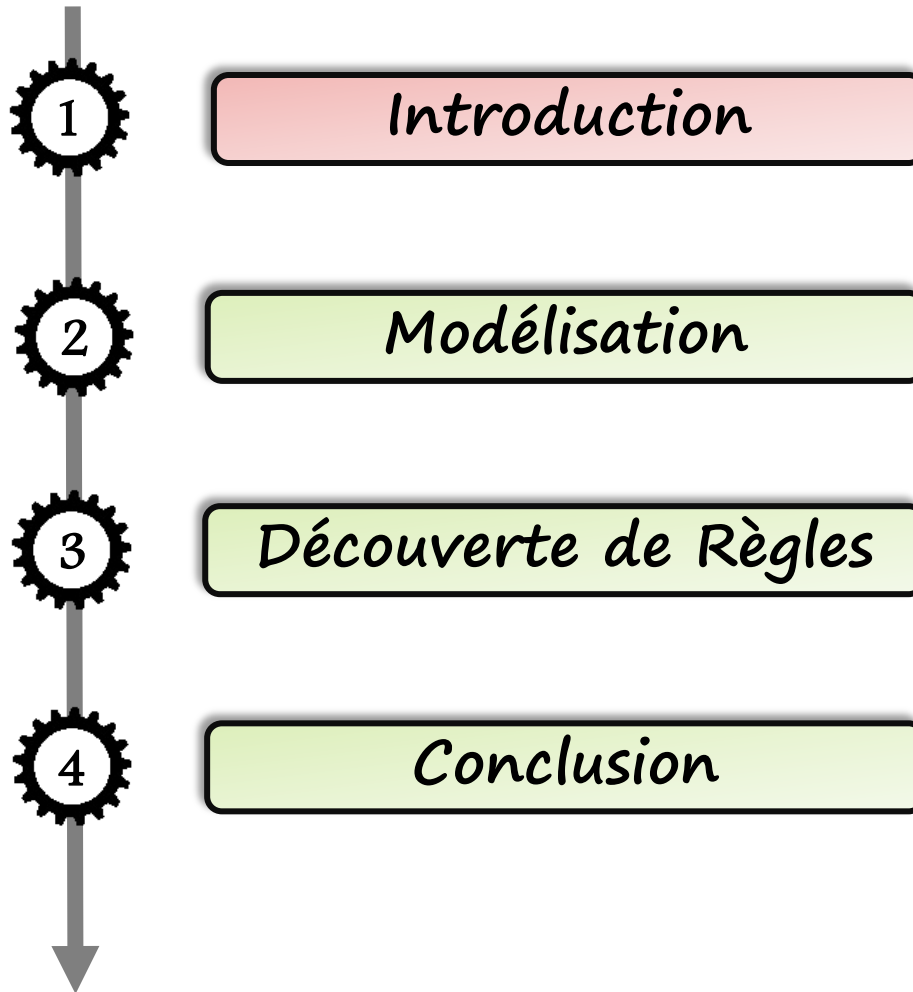 1 Introduction
2 Modélisation
3 Découverte de Règles
4 Conclusion